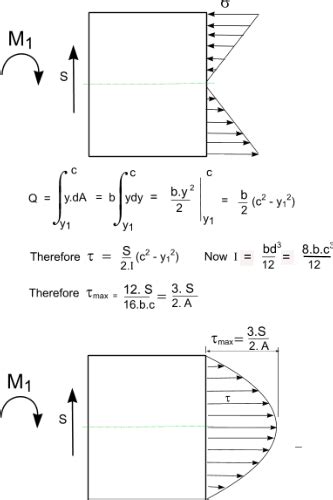 σ
M₁
S
Q = ∫y₁^c y.dA = b ∫y₁^c ydy = b.y²/2 |y₁^c = b/2 (c² - y₁²)
Therefore τ = S/2.I (c² - y₁²) Now I = bd³/12 = 8.b.c³/12
Therefore τmax = 12. S/16.b.c = 3. S/2. A
τmax = 3.S/2. A
M₁
S
τ